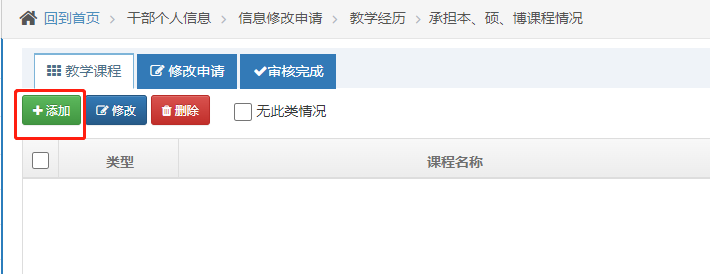 回到首页 > 干部个人信息 > 信息修改申请 > 教学经历 > 承担本、硕、博课程情况
教学课程 修改申请 审核完成
添加 修改 删除 无此类情况
类型 课程名称